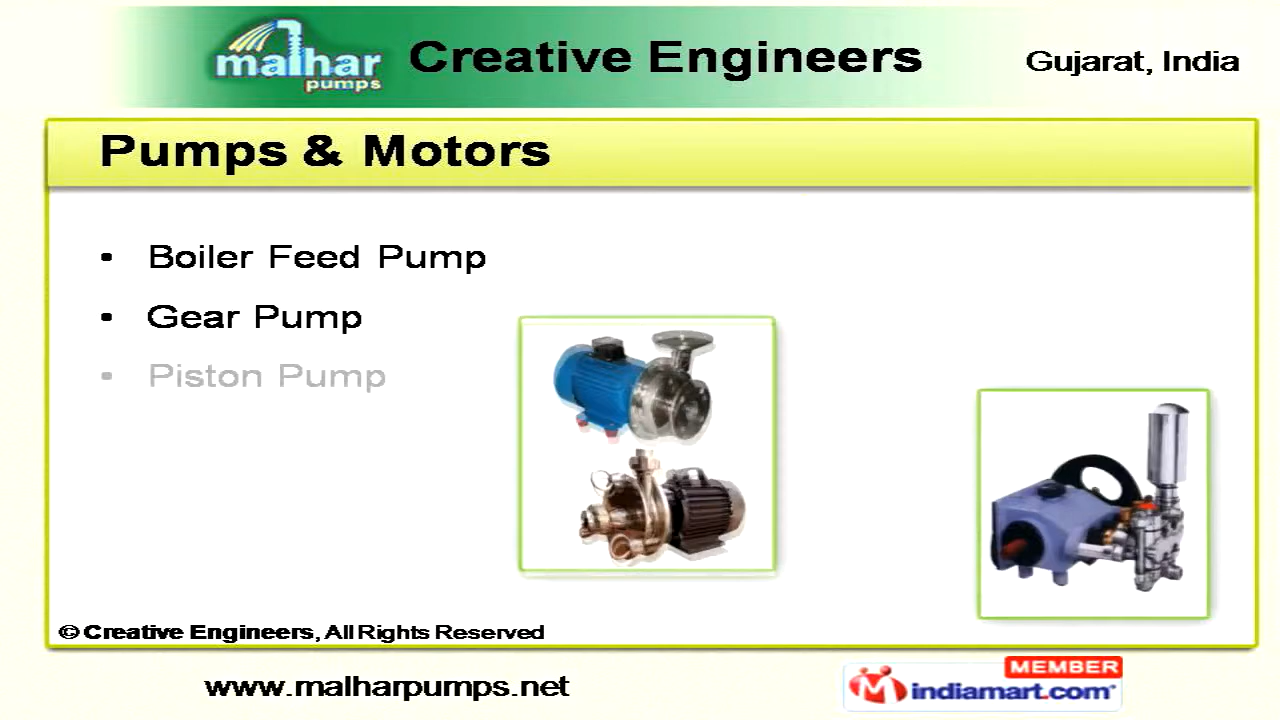 malhar
pumps
Creative Engineers
Gujarat, India
Pumps & Motors
• Boiler Feed Pump
• Gear Pump
• Piston Pump
© Creative Engineers, All Rights Reserved
www.malharpumps.net
MEMBER
indiamart.com